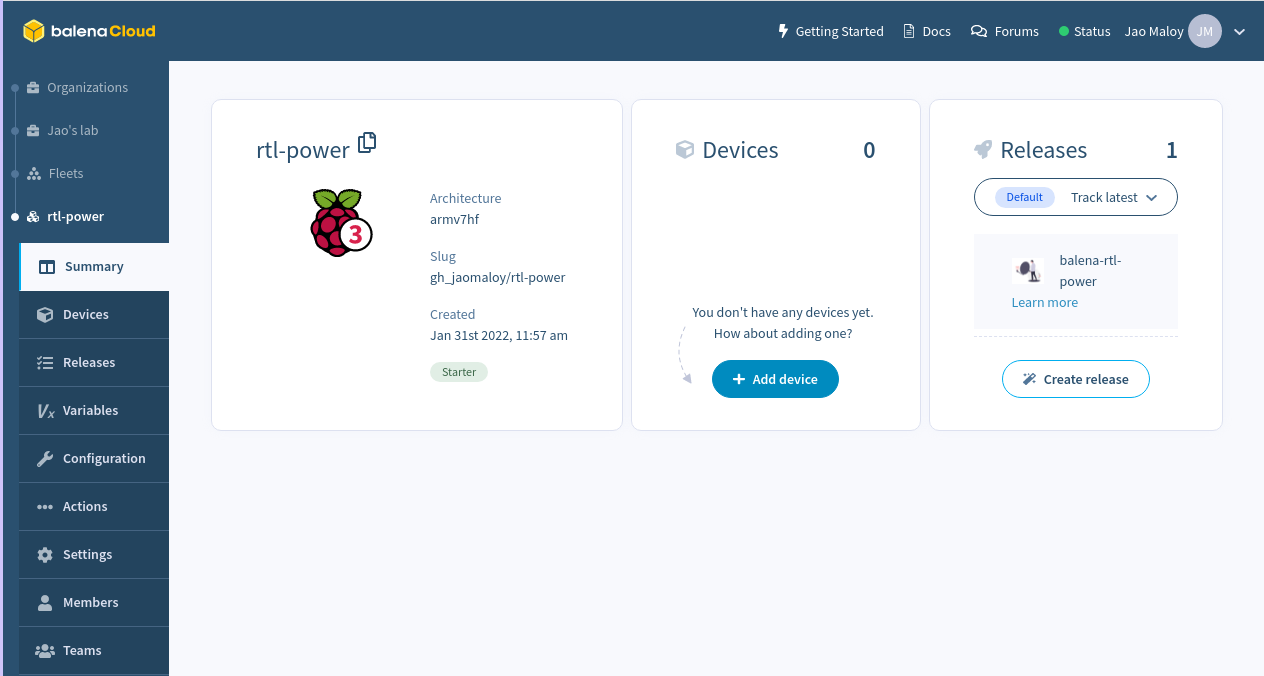 balenaCloud
Getting Started
Docs
Forums
Status
Jao Maloy
JM
Organizations
Jao's lab
Fleets
rtl-power
Summary
Devices
Releases
Variables
Configuration
Actions
Settings
Members
Teams
rtl-power
3
Architecture
armv7hf
Slug
gh_jaomaloy/rtl-power
Created
Jan 31st 2022, 11:57 am
Starter
Devices 0
You don't have any devices yet.
How about adding one?
Add device
Releases 1
Default Track latest
balena-rtl-
power
Learn more
Create release